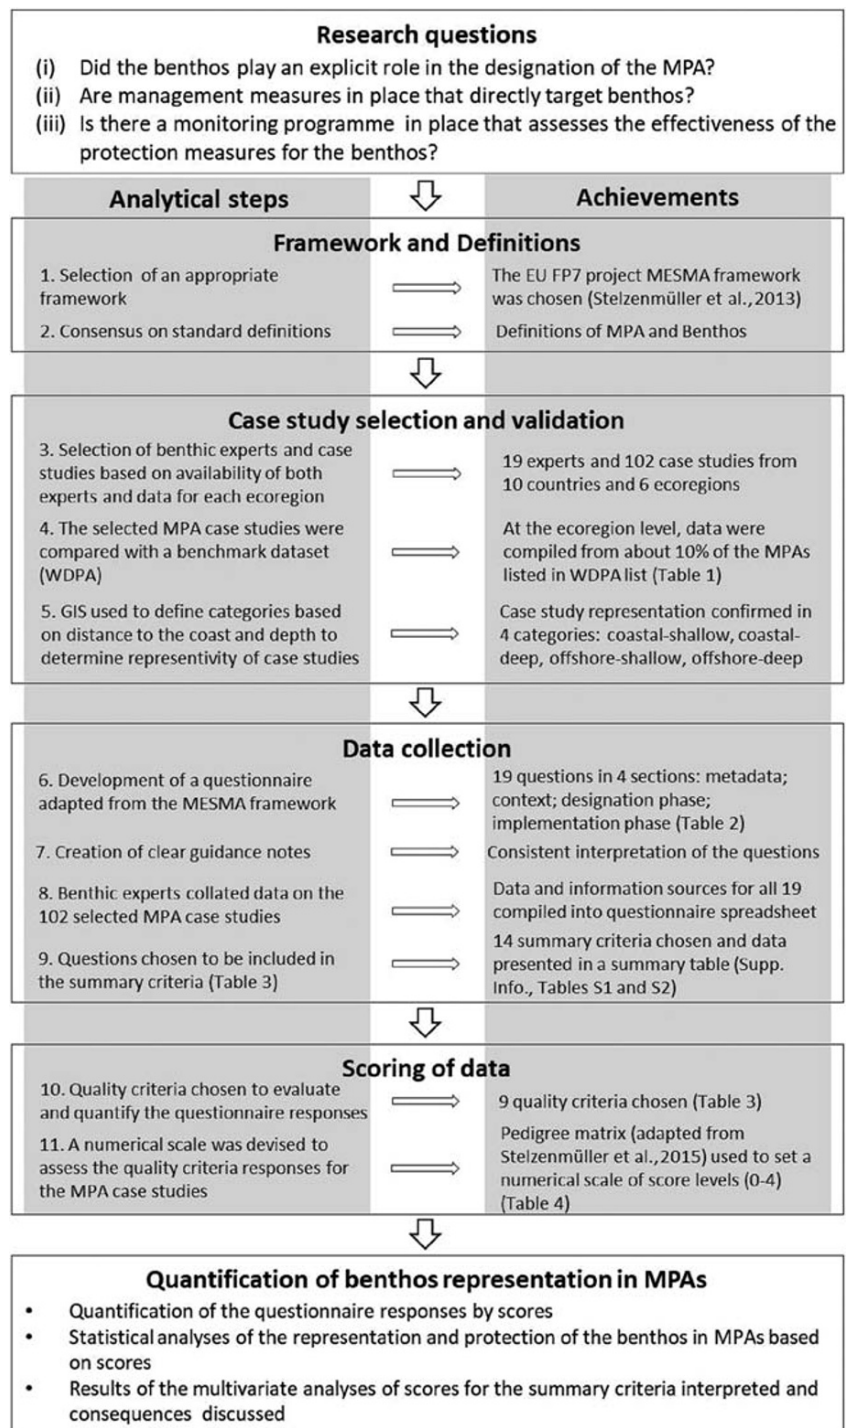 Research questions
(i) Did the benthos play an explicit role in the designation of the MPA?
(ii) Are management measures in place that directly target benthos?
(iii) Is there a monitoring programme in place that assesses the effectiveness of the
protection measures for the benthos?
Analytical steps
Achievements
Framework and Definitions
1. Selection of an appropriate
framework
The EU FP7 project MESMA framework
was chosen (Stelzenmüller et al.,2013)
2. Consensus on standard definitions
Definitions of MPA and Benthos
Case study selection and validation
3. Selection of benthic experts and case
studies based on availability of both
experts and data for each ecoregion
19 experts and 102 case studies from
10 countries and 6 ecoregions
4. The selected MPA case studies were
compared with a benchmark dataset
(WDPA)
At the ecoregion level, data were
compiled from about 10% of the MPAs
listed in WDPA list (Table 1)
5. GIS used to define categories based
on distance to the coast and depth to
determine representivity of case studies
Case study representation confirmed in
4 categories: coastal-shallow, coastal-
deep, offshore-shallow, offshore-deep
Data collection
6. Development of a questionnaire
adapted from the MESMA framework
19 questions in 4 sections: metadata;
context; designation phase;
implementation phase (Table 2)
7. Creation of clear guidance notes
Consistent interpretation of the questions
8. Benthic experts collated data on the
102 selected MPA case studies
Data and information sources for all 19
compiled into questionnaire spreadsheet
9. Questions chosen to be included in
the summary criteria (Table 3)
14 summary criteria chosen and data
presented in a summary table (Supp.
Info., Tables S1 and S2)
Scoring of data
10. Quality criteria chosen to evaluate
and quantify the questionnaire responses
9 quality criteria chosen (Table 3)
11. A numerical scale was devised to
assess the quality criteria responses for
the MPA case studies
Pedigree matrix (adapted from
Stelzenmüller et al.,2015) used to set a
numerical scale of score levels (0-4)
(Table 4)
Quantification of benthos representation in MPAs
• Quantification of the questionnaire responses by scores
• Statistical analyses of the representation and protection of the benthos in MPAs based
on scores
• Results of the multivariate analyses of scores for the summary criteria interpreted and
consequences discussed